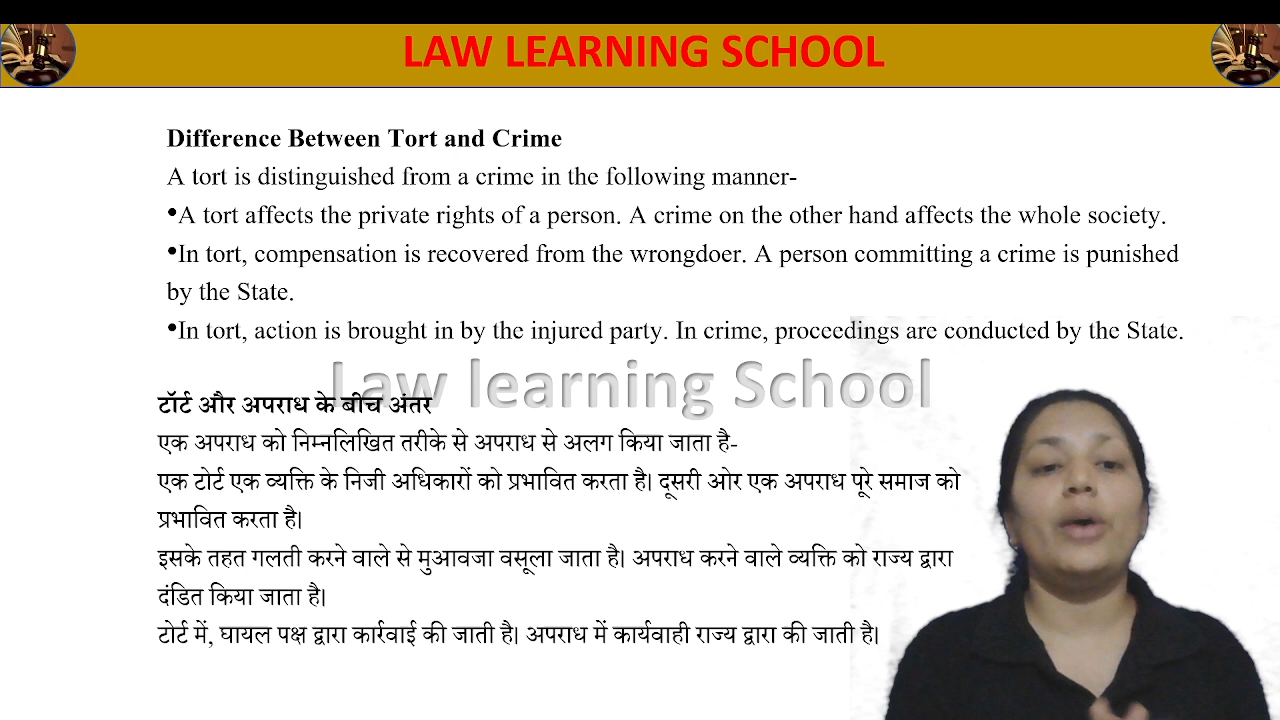 LAW LEARNING SCHOOL
Difference Between Tort and Crime
A tort is distinguished from a crime in the following manner-
•A tort affects the private rights of a person. A crime on the other hand affects the whole society.
•In tort, compensation is recovered from the wrongdoer. A person committing a crime is punished
by the State.
•In tort, action is brought in by the injured party. In crime, proceedings are conducted by the State.
Law learning School
टॉर्ट और अपराध के बीच अंतर
एक अपराध को निम्नलिखित तरीके से अपराध से अलग किया जाता है-
एक टोर्ट एक व्यक्ति के निजी अधिकारों को प्रभावित करता है। दूसरी ओर एक अपराध पूरे समाज को
प्रभावित करता है।
इसके तहत गलती करने वाले से मुआवजा वसूला जाता है। अपराध करने वाले व्यक्ति को राज्य द्वारा
दंडित किया जाता है।
टोर्ट में, घायल पक्ष द्वारा कार्रवाई की जाती है। अपराध में कार्यवाही राज्य द्वारा की जाती है।